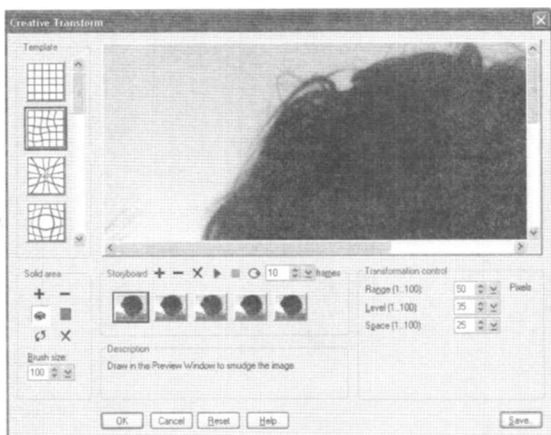 Creative Transform
Template
Solid area
Brush size:
100
Storyboard 10 frames
Description
Draw in the Preview Window to smudge the image.
Transformation control
Range (1..100): 50 Pixels
Level (1..100): 35
Space (1..100): 25
OK Cancel Reset Help Save...